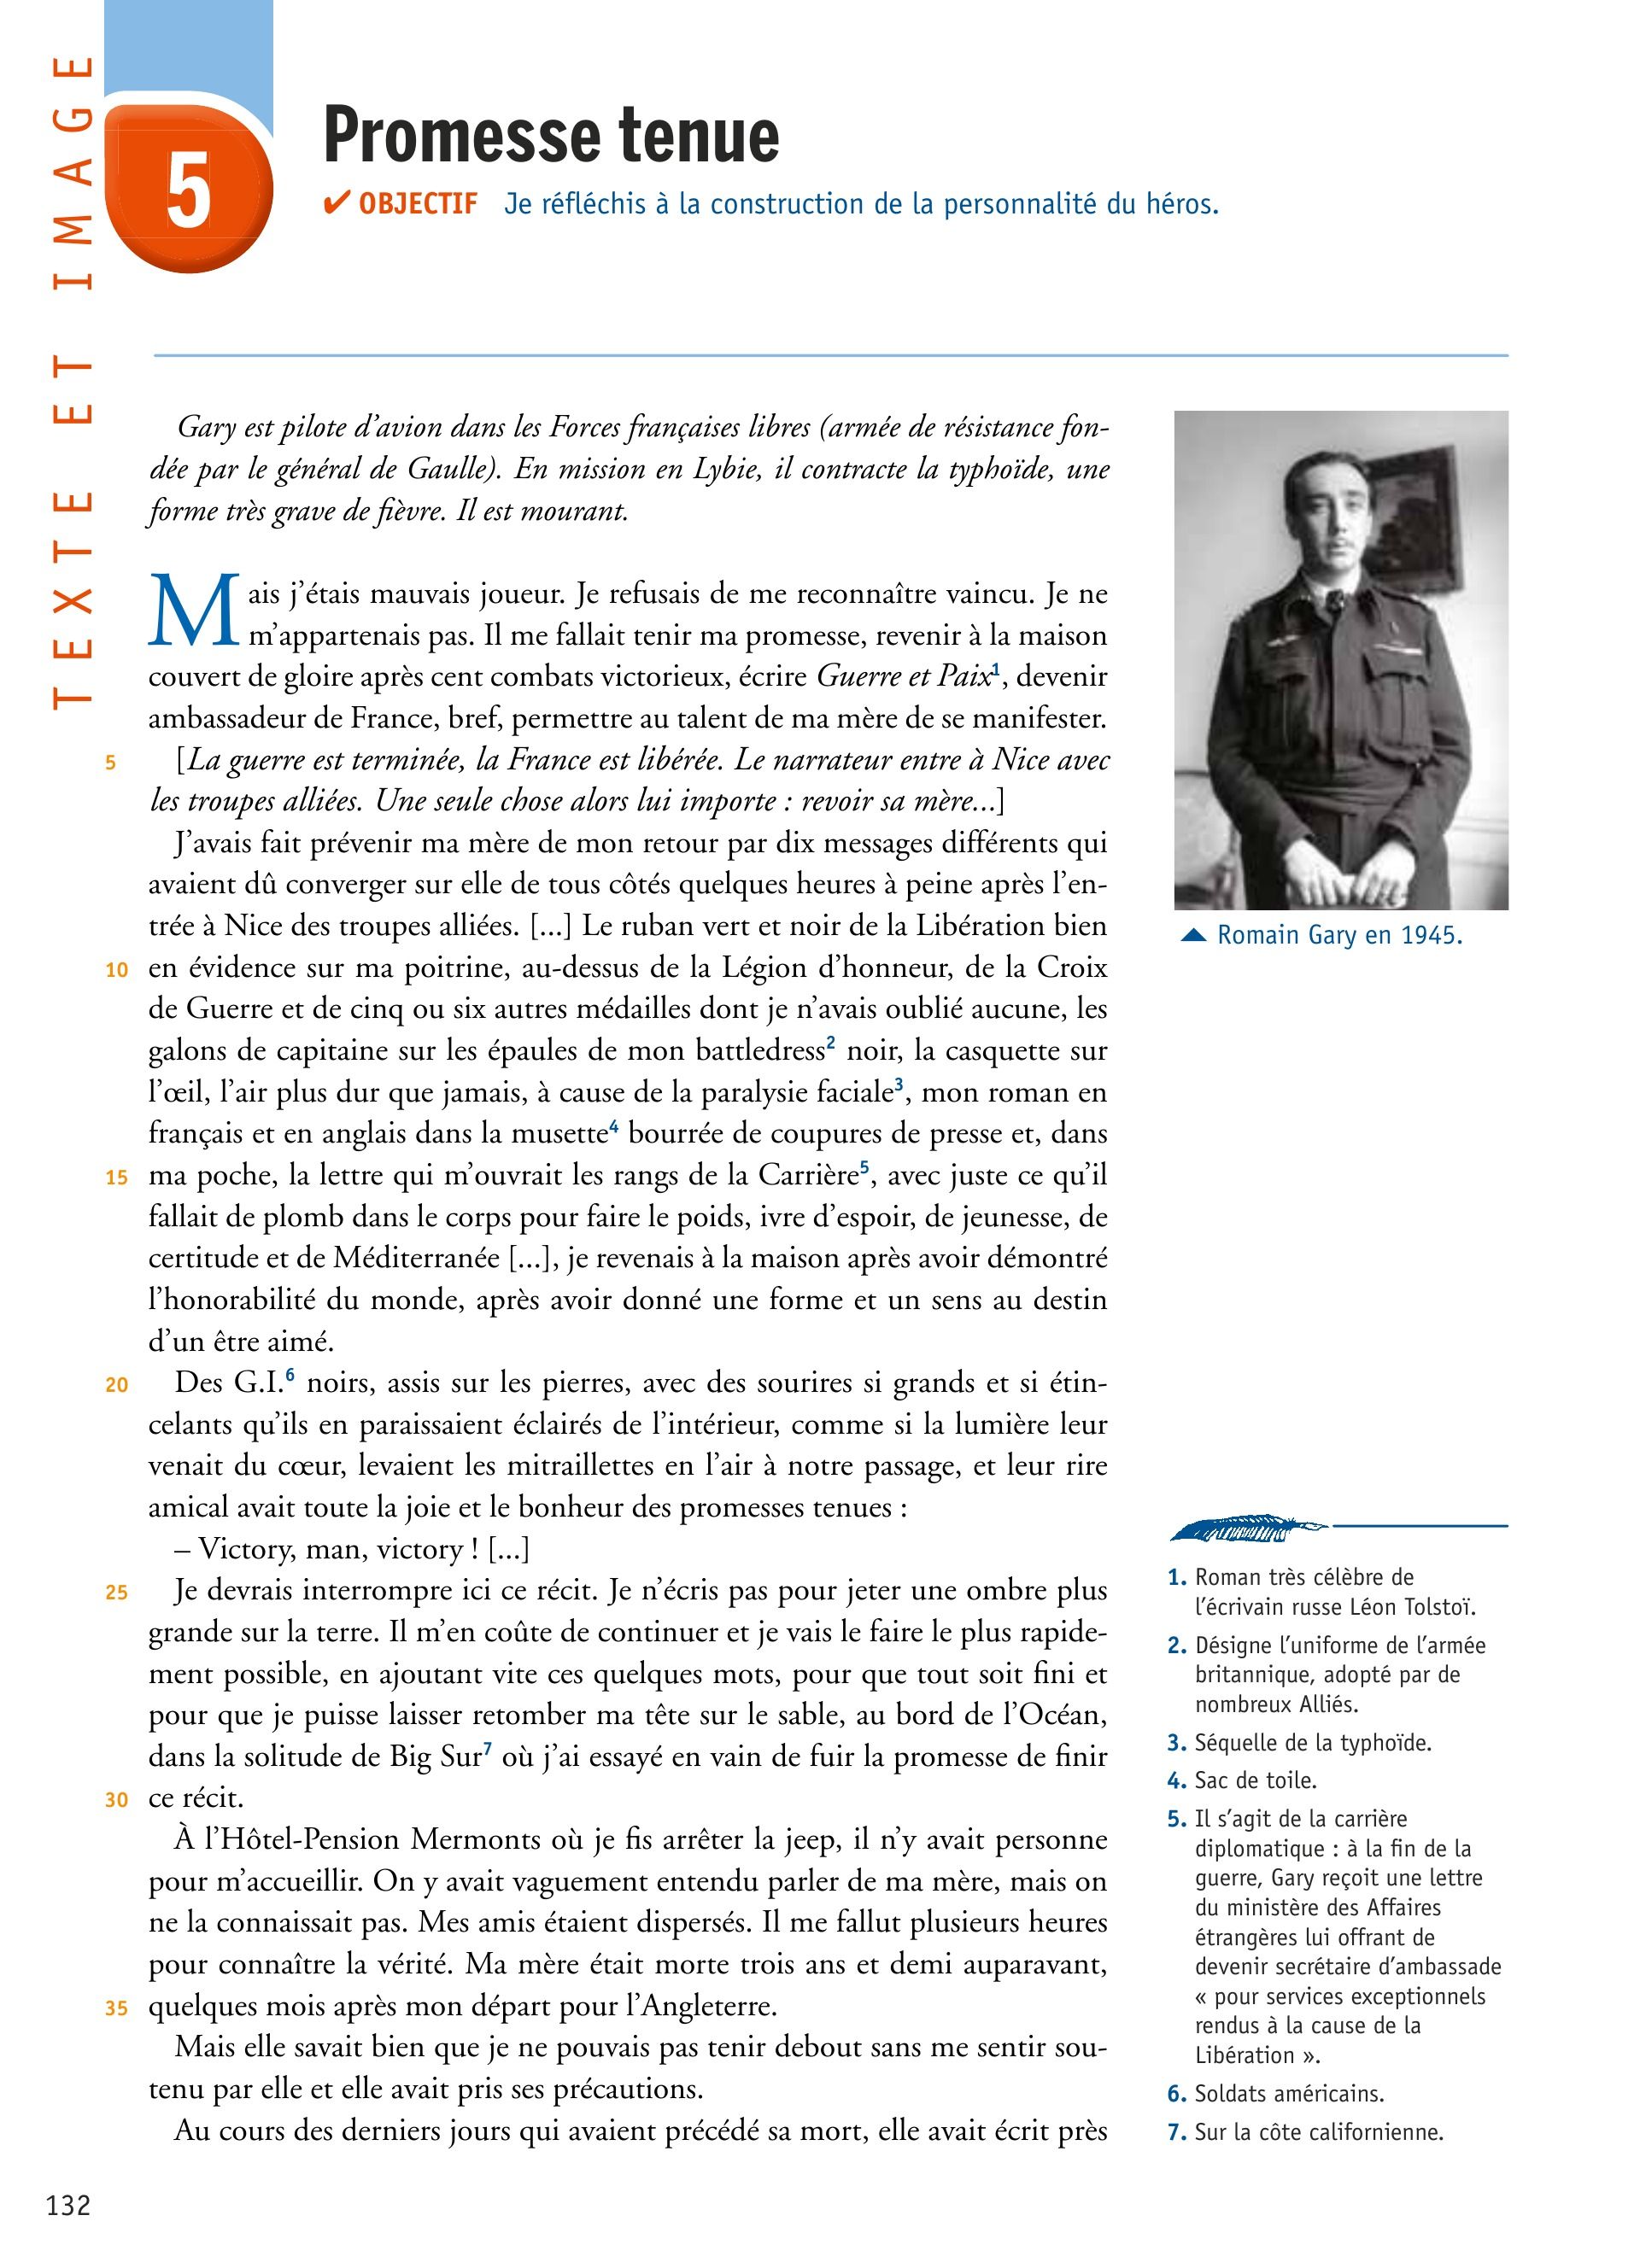 TEXTE ET IMAGE
5
Promesse tenue
✔ OBJECTIF Je réfléchis à la construction de la personnalité du héros.
Gary est pilote d’avion dans les Forces françaises libres (armée de résistance fon-
dée par le général de Gaulle). En mission en Lybie, il contracte la typhoïde, une
forme très grave de fièvre. Il est mourant.
Mais j’étais mauvais joueur. Je refusais de me reconnaître vaincu. Je ne
m’appartenais pas. Il me fallait tenir ma promesse, revenir à la maison
couvert de gloire après cent combats victorieux, écrire Guerre et Paix1, devenir
ambassadeur de France, bref, permettre au talent de ma mère de se manifester.
5 [La guerre est terminée, la France est libérée. Le narrateur entre à Nice avec
les troupes alliées. Une seule chose alors lui importe : revoir sa mère...]
J’avais fait prévenir ma mère de mon retour par dix messages différents qui
avaient dû converger sur elle de tous côtés quelques heures à peine après l’en-
trée à Nice des troupes alliées. [...] Le ruban vert et noir de la Libération bien
10 en évidence sur ma poitrine, au-dessus de la Légion d’honneur, de la Croix
de Guerre et de cinq ou six autres médailles dont je n’avais oublié aucune, les
galons de capitaine sur les épaules de mon battledress2 noir, la casquette sur
l’œil, l’air plus dur que jamais, à cause de la paralysie faciale3, mon roman en
français et en anglais dans la musette4 bourrée de coupures de presse et, dans
15 ma poche, la lettre qui m’ouvrait les rangs de la Carrière5, avec juste ce qu’il
fallait de plomb dans le corps pour faire le poids, ivre d’espoir, de jeunesse, de
certitude et de Méditerranée [...], je revenais à la maison après avoir démontré
l’honorabilité du monde, après avoir donné une forme et un sens au destin
d’un être aimé.
20 Des G.I.6 noirs, assis sur les pierres, avec des sourires si grands et si étin-
celants qu’ils en paraissaient éclairés de l’intérieur, comme si la lumière leur
venait du cœur, levaient les mitraillettes en l’air à notre passage, et leur rire
amical avait toute la joie et le bonheur des promesses tenues :
– Victory, man, victory ! [...]
25 Je devrais interrompre ici ce récit. Je n’écris pas pour jeter une ombre plus
grande sur la terre. Il m’en coûte de continuer et je vais le faire le plus rapide-
ment possible, en ajoutant vite ces quelques mots, pour que tout soit fini et
pour que je puisse laisser retomber ma tête sur le sable, au bord de l’Océan,
dans la solitude de Big Sur7 où j’ai essayé en vain de fuir la promesse de finir
30 ce récit.
À l’Hôtel-Pension Mermonts où je fis arrêter la jeep, il n’y avait personne
pour m’accueillir. On y avait vaguement entendu parler de ma mère, mais on
ne la connaissait pas. Mes amis étaient dispersés. Il me fallut plusieurs heures
pour connaître la vérité. Ma mère était morte trois ans et demi auparavant,
35 quelques mois après mon départ pour l’Angleterre.
Mais elle savait bien que je ne pouvais pas tenir debout sans me sentir sou-
tenu par elle et elle avait pris ses précautions.
Au cours des derniers jours qui avaient précédé sa mort, elle avait écrit près
▲ Romain Gary en 1945.
1. Roman très célèbre de
l’écrivain russe Léon Tolstoï.
2. Désigne l’uniforme de l’armée
britannique, adopté par de
nombreux Alliés.
3. Séquelle de la typhoïde.
4. Sac de toile.
5. Il s’agit de la carrière
diplomatique : à la fin de la
guerre, Gary reçoit une lettre
du ministère des Affaires
étrangères lui offrant de
devenir secrétaire d’ambassade
« pour services exceptionnels
rendus à la cause de la
Libération ».
6. Soldats américains.
7. Sur la côte californienne.
132